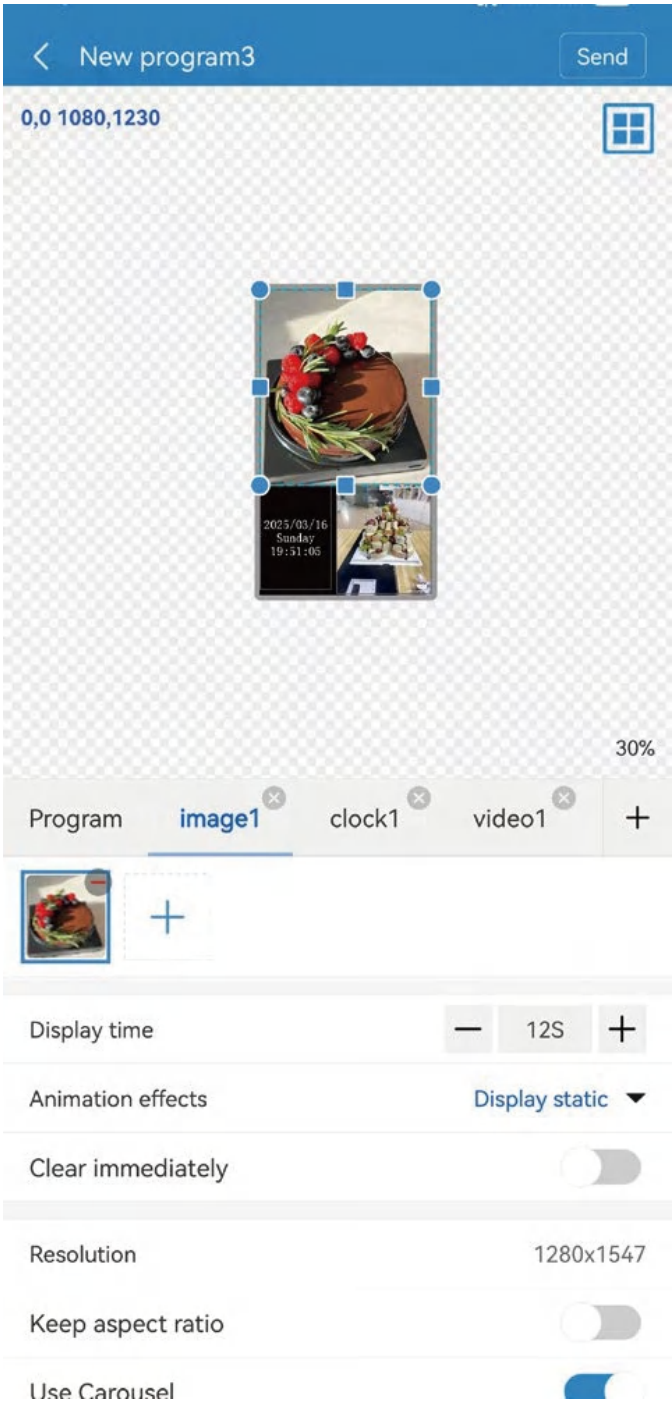 New program3
Send
0,0 1080,1230
2025/03/16
Sunday
19:51:05
30%
Program
image1
clock1
video1
Display time
12S
Animation effects
Display static
Clear immediately
Resolution
1280x1547
Keep aspect ratio
Use Carousel